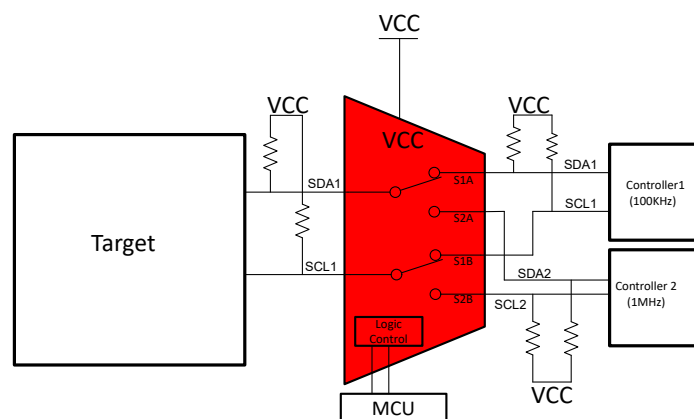 VCC
VCC
VCC
VCC
SDA1
S1A
SDA1
Controller1
(100KHz)
S2A
SCL1
Target
S1B
SCL1
SDA2
Controller 2
(1MHz)
S2B
SCL2
Logic
Control
VCC
MCU